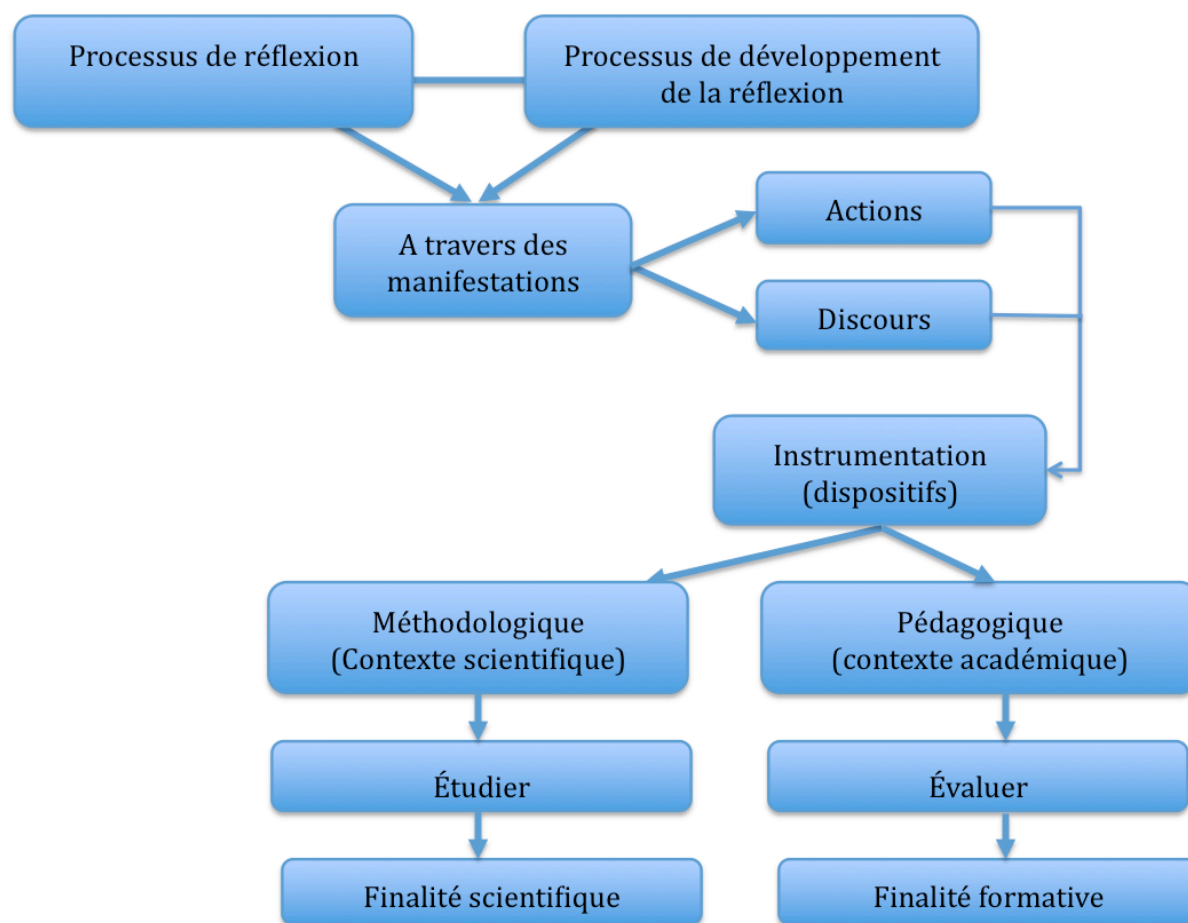 Processus de réflexion
Processus de développement
de la réflexion
A travers des
manifestations
Actions
Discours
Instrumentation
(dispositifs)
Méthodologique
(Contexte scientifique)
Pédagogique
(contexte académique)
Étudier
Évaluer
Finalité scientifique
Finalité formative